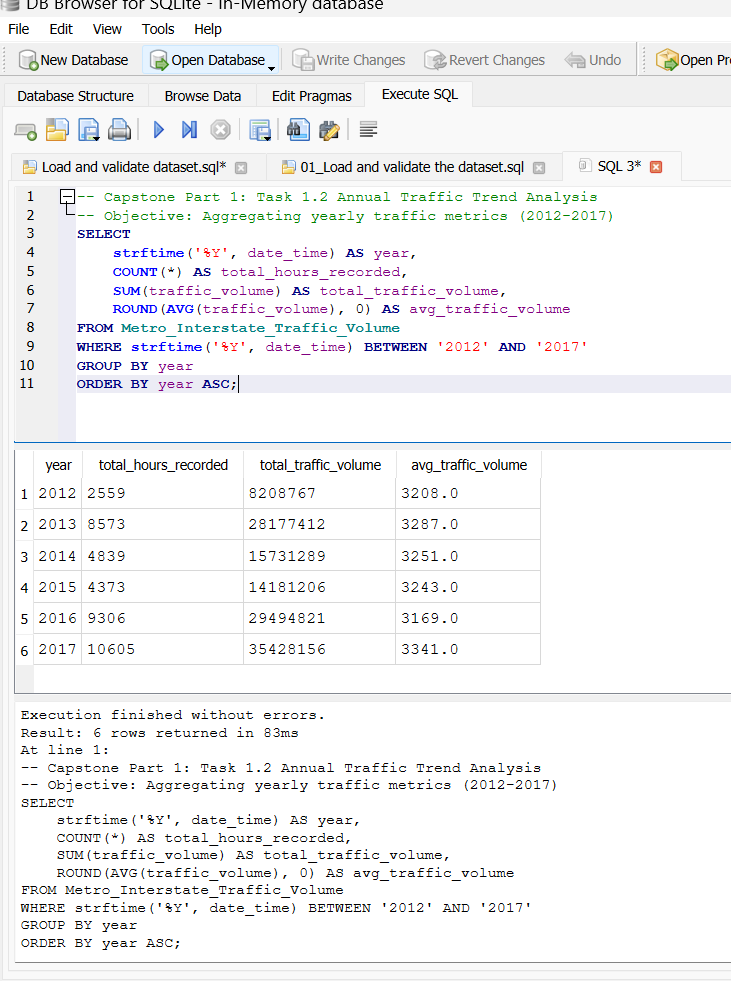 DB Browser for SQLite - In-Memory database
File Edit View Tools Help
New Database Open Database Write Changes Revert Changes Undo Open Pr
Database Structure Browse Data Edit Pragmas Execute SQL
Load and validate dataset.sql* 01_Load and validate the dataset.sql SQL 3*
1 -- Capstone Part 1: Task 1.2 Annual Traffic Trend Analysis
2 -- Objective: Aggregating yearly traffic metrics (2012-2017)
3 SELECT
4 strftime('%Y', date_time) AS year,
5 COUNT(*) AS total_hours_recorded,
6 SUM(traffic_volume) AS total_traffic_volume,
7 ROUND(AVG(traffic_volume), 0) AS avg_traffic_volume
8 FROM Metro_Interstate_Traffic_Volume
9 WHERE strftime('%Y', date_time) BETWEEN '2012' AND '2017'
10 GROUP BY year
11 ORDER BY year ASC;
year total_hours_recorded total_traffic_volume avg_traffic_volume
1 2012 2559 8208767 3208.0
2 2013 8573 28177412 3287.0
3 2014 4839 15731289 3251.0
4 2015 4373 14181206 3243.0
5 2016 9306 29494821 3169.0
6 2017 10605 35428156 3341.0
Execution finished without errors.
Result: 6 rows returned in 83ms
At line 1:
-- Capstone Part 1: Task 1.2 Annual Traffic Trend Analysis
-- Objective: Aggregating yearly traffic metrics (2012-2017)
SELECT
strftime('%Y', date_time) AS year,
COUNT(*) AS total_hours_recorded,
SUM(traffic_volume) AS total_traffic_volume,
ROUND(AVG(traffic_volume), 0) AS avg_traffic_volume
FROM Metro_Interstate_Traffic_Volume
WHERE strftime('%Y', date_time) BETWEEN '2012' AND '2017'
GROUP BY year
ORDER BY year ASC;